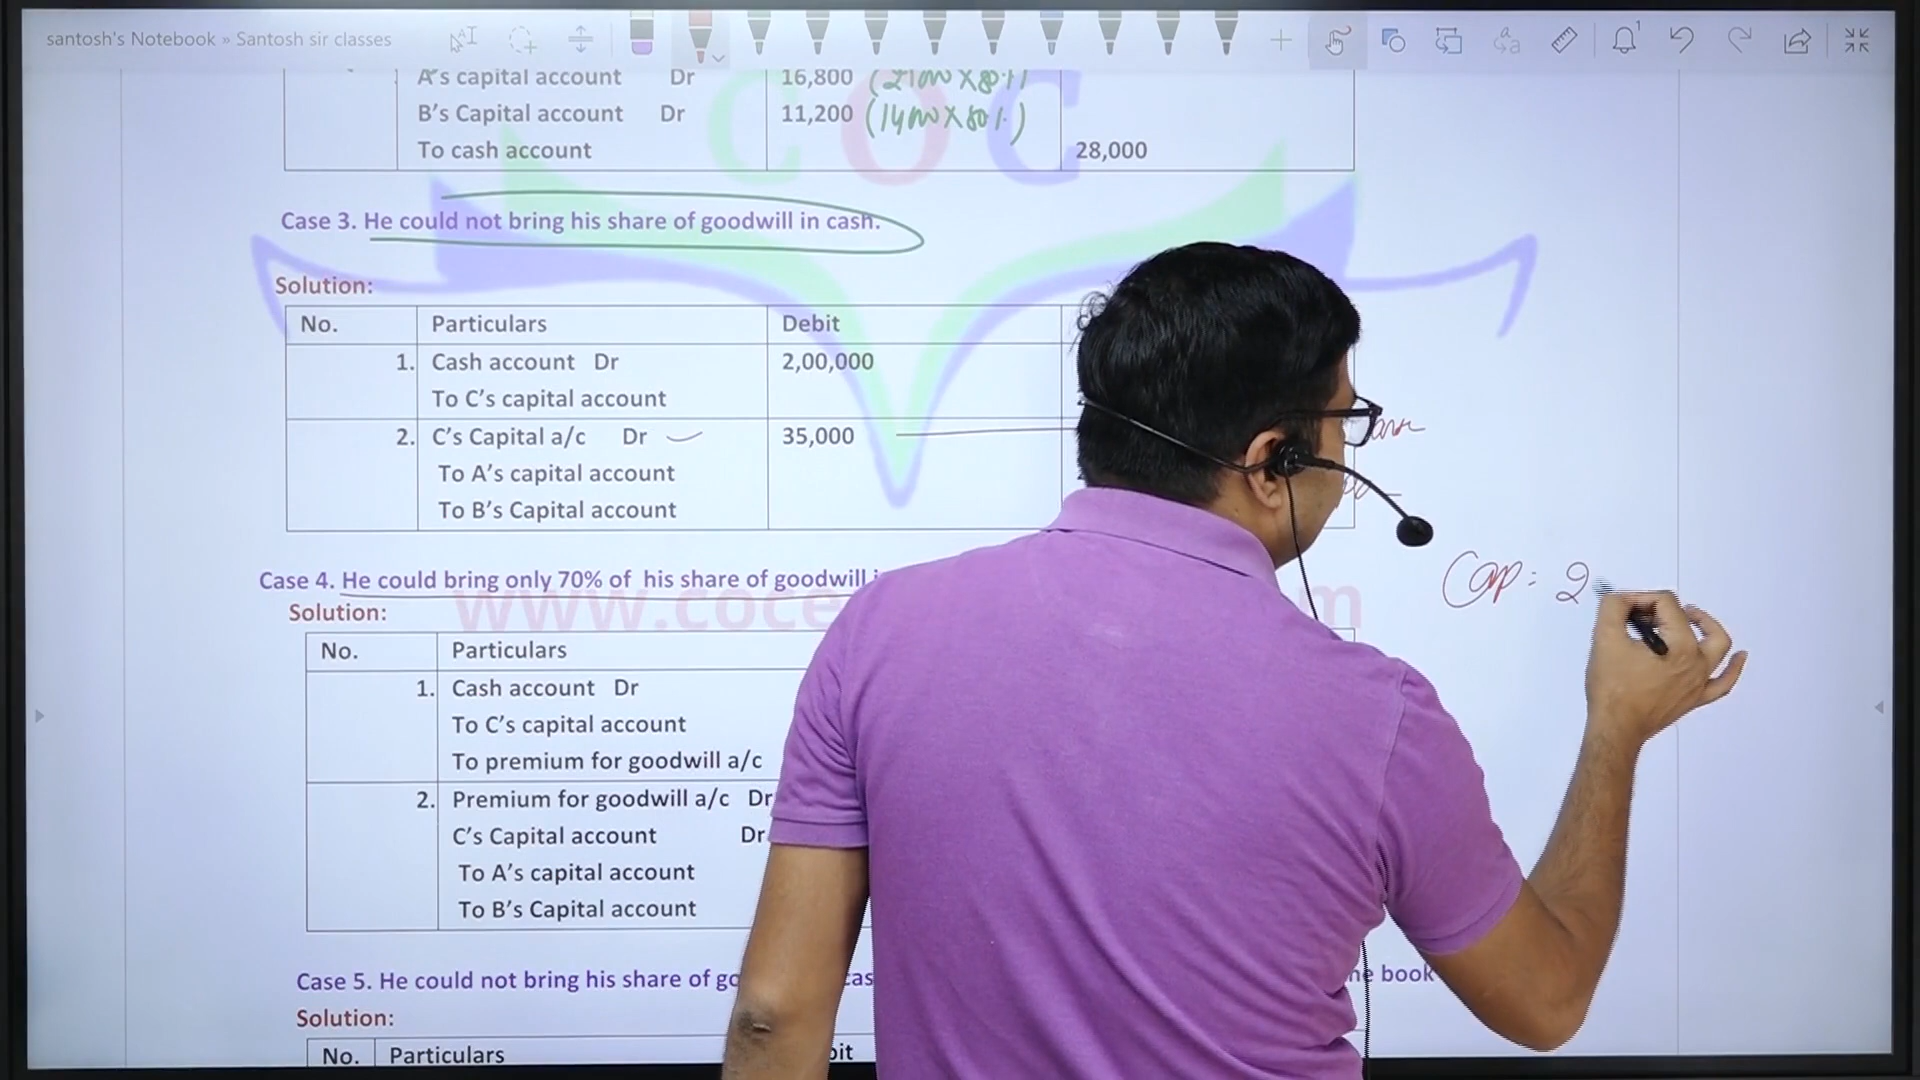 santosh's Notebook » Santosh sir classes
A's capital account Dr 16,800 (21000 X 80%)
B's Capital account Dr 11,200 (14000 X 80%)
To cash account 28,000
COC
Case 3. He could not bring his share of goodwill in cash.
Solution:
No. Particulars Debit
1. Cash account Dr 2,00,000
To C's capital account
2. C's Capital a/c Dr 35,000
To A's capital account
To B's Capital account
Cap: 2
Case 4. He could bring only 70% of his share of goodwill
Solution:
No. Particulars
1. Cash account Dr
To C's capital account
To premium for goodwill a/c
2. Premium for goodwill a/c Dr
C's Capital account Dr
To A's capital account
To B's Capital account
Case 5. He could not bring his share of book
Solution:
No. Particulars